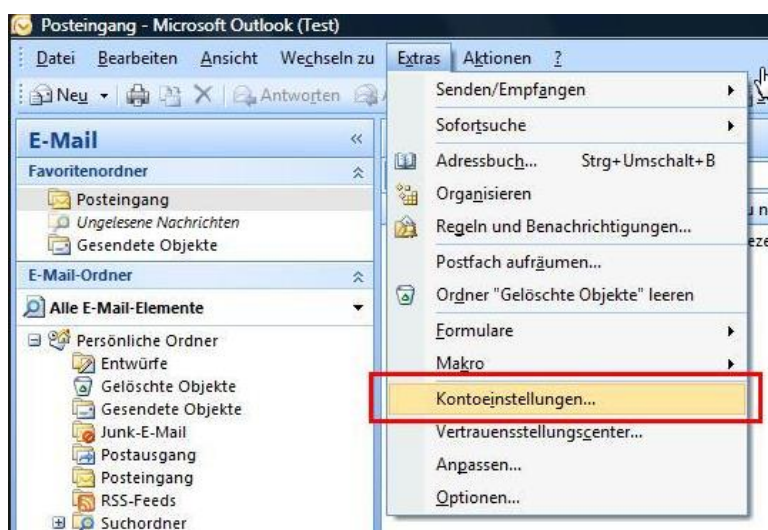 Posteingang - Microsoft Outlook (Test)
Datei Bearbeiten Ansicht Wechseln zu Extras Aktionen ?
Neu Antworten
E-Mail
Favoritenordner
Posteingang
Ungelesene Nachrichten
Gesendete Objekte
E-Mail-Ordner
Alle E-Mail-Elemente
Persönliche Ordner
Entwürfe
Gelöschte Objekte
Gesendete Objekte
Junk-E-Mail
Postausgang
Posteingang
RSS-Feeds
Suchordner
Senden/Empfangen
Sofortsuche
Adressbuch... Strg+Umschalt+B
Organisieren
Regeln und Benachrichtigungen...
Postfach aufräumen...
Ordner "Gelöschte Objekte" leeren
Formulare
Makro
Kontoeinstellungen...
Vertrauensstellungscenter...
Anpassen...
Optionen...